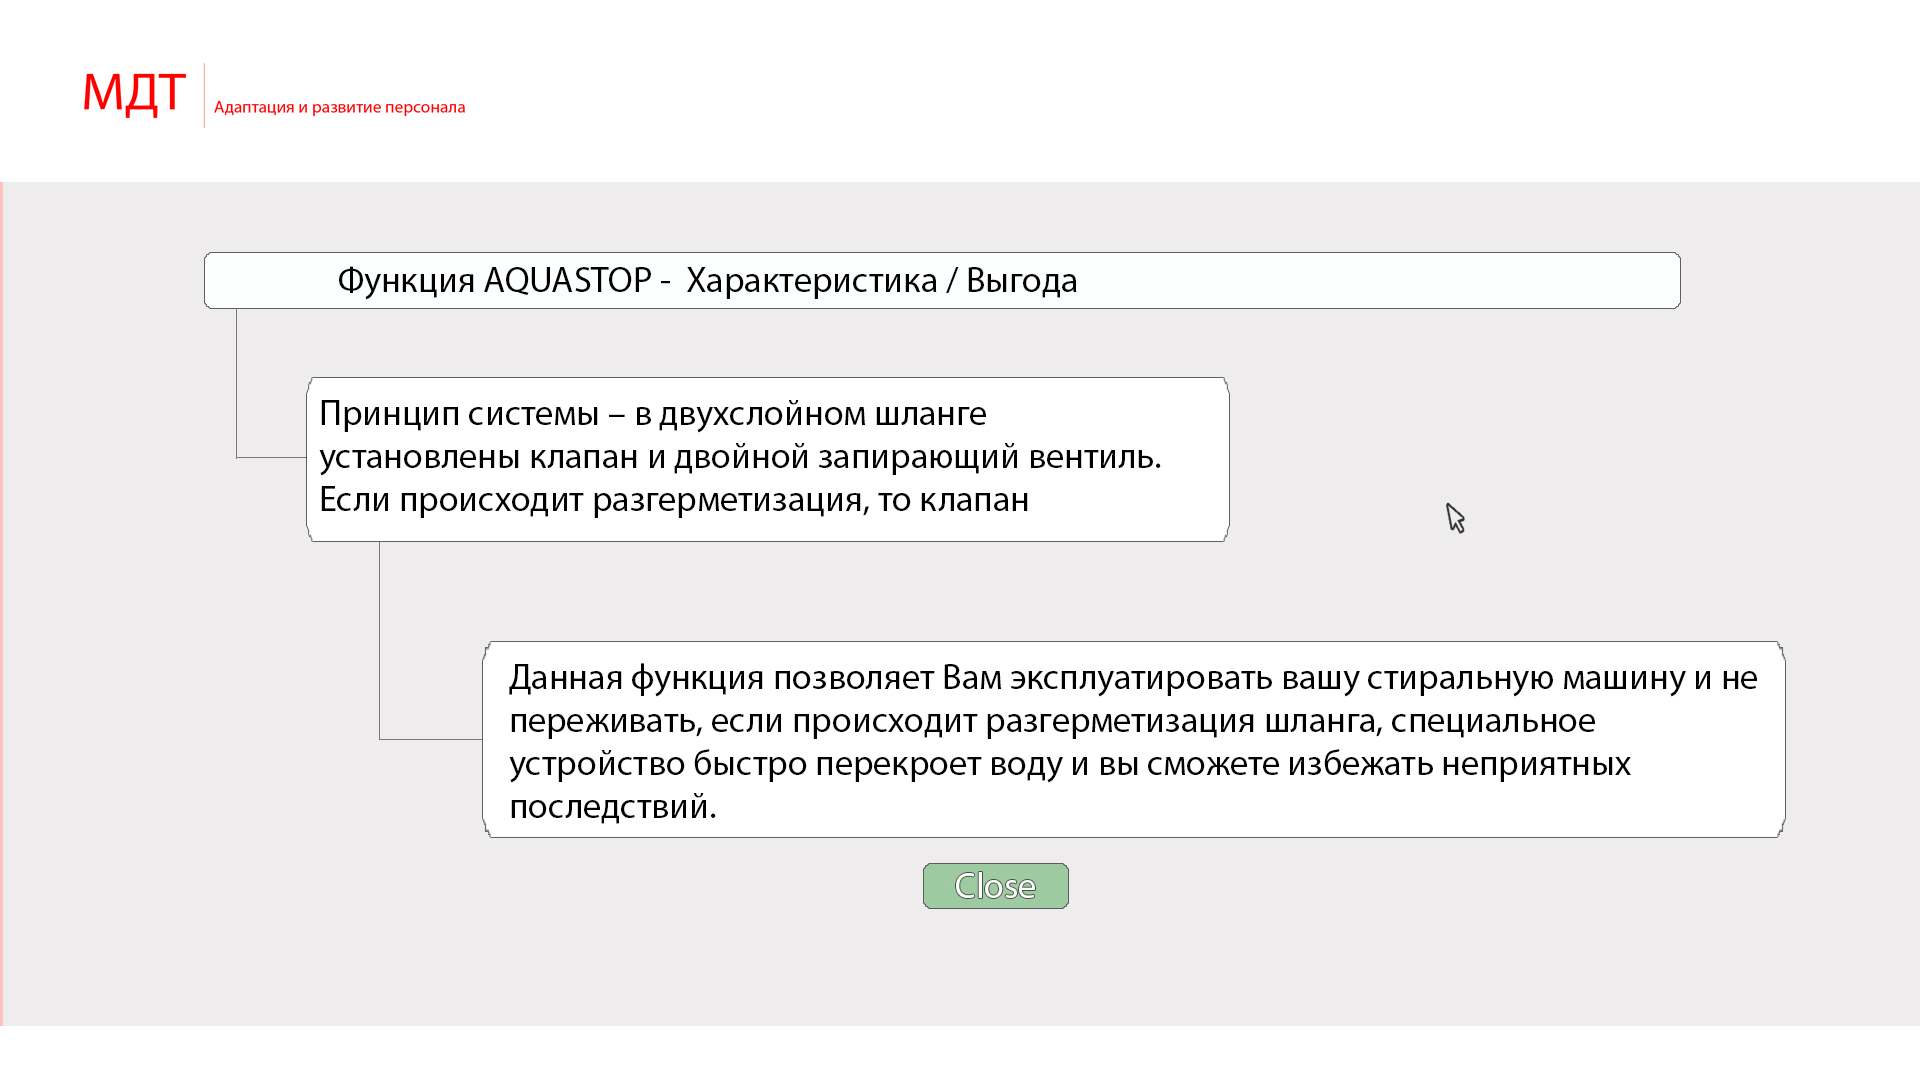 МДТ
Адаптация и развитие персонала
Функция AQUASTOP - Характеристика / Выгода
Принцип системы – в двухслойном шланге
установлены клапан и двойной запирающий вентиль.
Если происходит разгерметизация, то клапан
Данная функция позволяет Вам эксплуатировать вашу стиральную машину и не
переживать, если происходит разгерметизация шланга, специальное
устройство быстро перекроет воду и вы сможете избежать неприятных
последствий.
Close